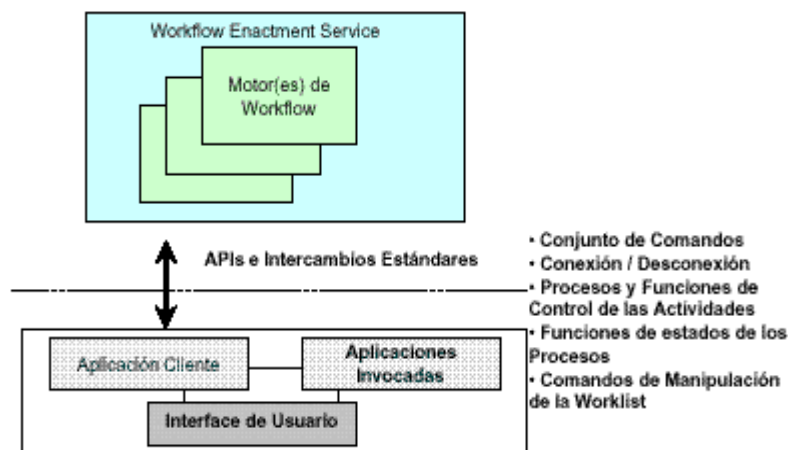 Workflow Enactment Service
Motor(es) de
Workflow
APIs e Intercambios Estándares
• Conjunto de Comandos
• Conexión / Desconexión
• Procesos y Funciones de
Control de las Actividades
• Funciones de estados de los
Procesos
• Comandos de Manipulación
de la Worklist
Aplicación Cliente
Aplicaciones
Invocadas
Interface de Usuario